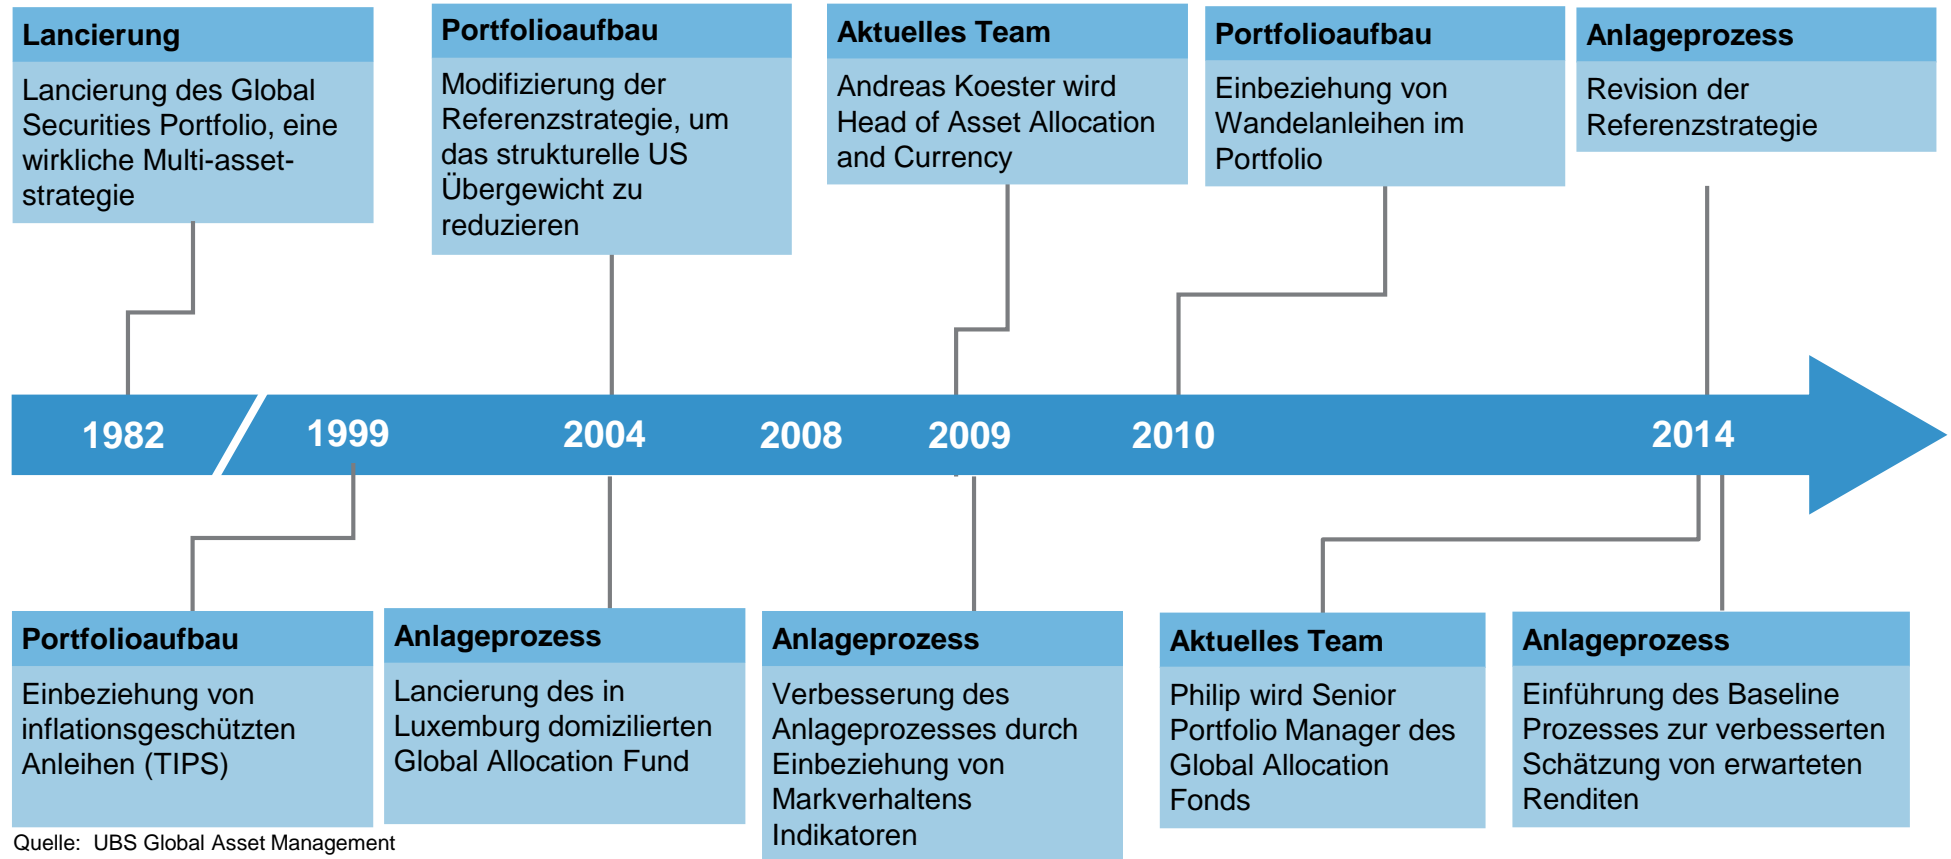 Lancierung
Lancierung des Global
Securities Portfolio, eine
wirkliche Multi-asset-
strategie
Portfolioaufbau
Modifizierung der
Referenzstrategie, um
das strukturelle US
Übergewicht zu
reduzieren
Aktuelles Team
Andreas Koester wird
Head of Asset Allocation
and Currency
Portfolioaufbau
Einbeziehung von
Wandelanleihen im
Portfolio
Anlageprozess
Revision der
Referenzstrategie
1982
1999
2004
2008
2009
2010
2014
Portfolioaufbau
Einbeziehung von
inflationsgeschützten
Anleihen (TIPS)
Anlageprozess
Lancierung des in
Luxemburg domizilierten
Global Allocation Fund
Anlageprozess
Verbesserung des
Anlageprozesses durch
Einbeziehung von
Markverhaltens
Indikatoren
Aktuelles Team
Philip wird Senior
Portfolio Manager des
Global Allocation
Fonds
Anlageprozess
Einführung des Baseline
Prozesses zur verbesserten
Schätzung von erwarteten
Renditen
Quelle: UBS Global Asset Management